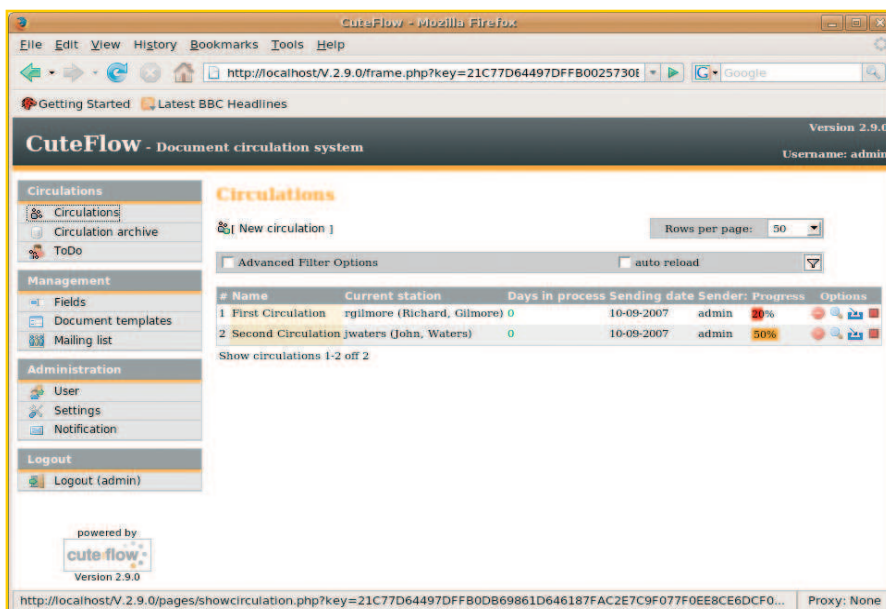 CuteFlow - Mozilla Firefox
File Edit View History Bookmarks Tools Help
http://localhost/V.2.9.0/frame.php?key=21C77D64497DFFB0025730E
G Google
Getting Started Latest BBC Headlines
Version 2.9.0
CuteFlow - Document circulation system
Username: admin
Circulations
Circulations
Circulation archive
ToDo
Management
Fields
Document templates
Mailing list
Administration
User
Settings
Notification
Logout
Logout (admin)
powered by
cute flow
Version 2.9.0
Circulations
[ New circulation ]
Rows per page: 50
Advanced Filter Options auto reload
# Name Current station Days in process Sending date Sender: Progress Options
1 First Circulation rgilmore (Richard, Gilmore) 0 10-09-2007 admin 20%
2 Second Circulation jwaters (John, Waters) 0 10-09-2007 admin 50%
Show circulations 1-2 off 2
http://localhost/V.2.9.0/pages/showcirculation.php?key=21C77D64497DFFB0DB69861D646187FAC2E7C9F077F0EE8CE6DCF0... Proxy: None